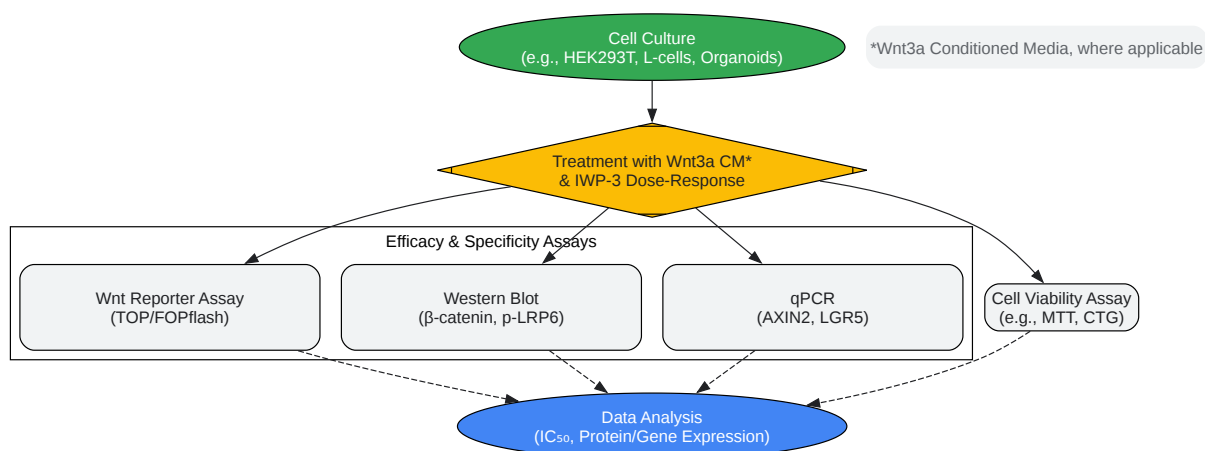 Cell Culture
(e.g., HEK293T, L-cells, Organoids)
*Wnt3a Conditioned Media, where applicable
Treatment with Wnt3a CM*
& IWP-3 Dose-Response
Efficacy & Specificity Assays
Wnt Reporter Assay
(TOP/FOPflash)
Western Blot
(β-catenin, p-LRP6)
qPCR
(AXIN2, LGR5)
Cell Viability Assay
(e.g., MTT, CTG)
Data Analysis
(IC₅₀, Protein/Gene Expression)